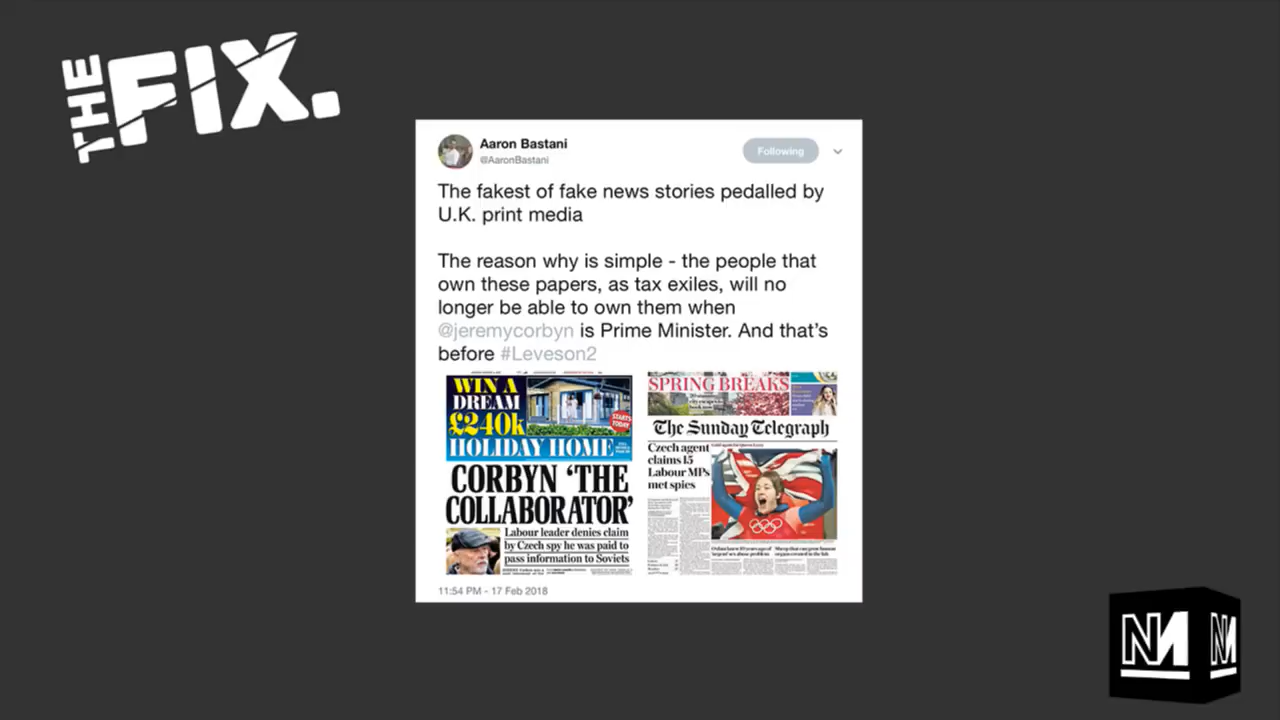 THE FIX.
Aaron Bastani
@AaronBastani
Following
The fakest of fake news stories pedalled by
U.K. print media
The reason why is simple - the people that
own these papers, as tax exiles, will no
longer be able to own them when
@jeremycorbyn is Prime Minister. And that's
before #Leveson2
WIN A
DREAM
£240k
HOLIDAY HOME
STARTS
TODAY
CORBYN 'THE
COLLABORATOR'
Labour leader denies claim
by Czech spy he was paid to
pass information to Soviets
SPRING BREAKS
The Sunday Telegraph
Czech agent
claims 15
Labour MPs
met spies
11:54 PM - 17 Feb 2018
NM
NM